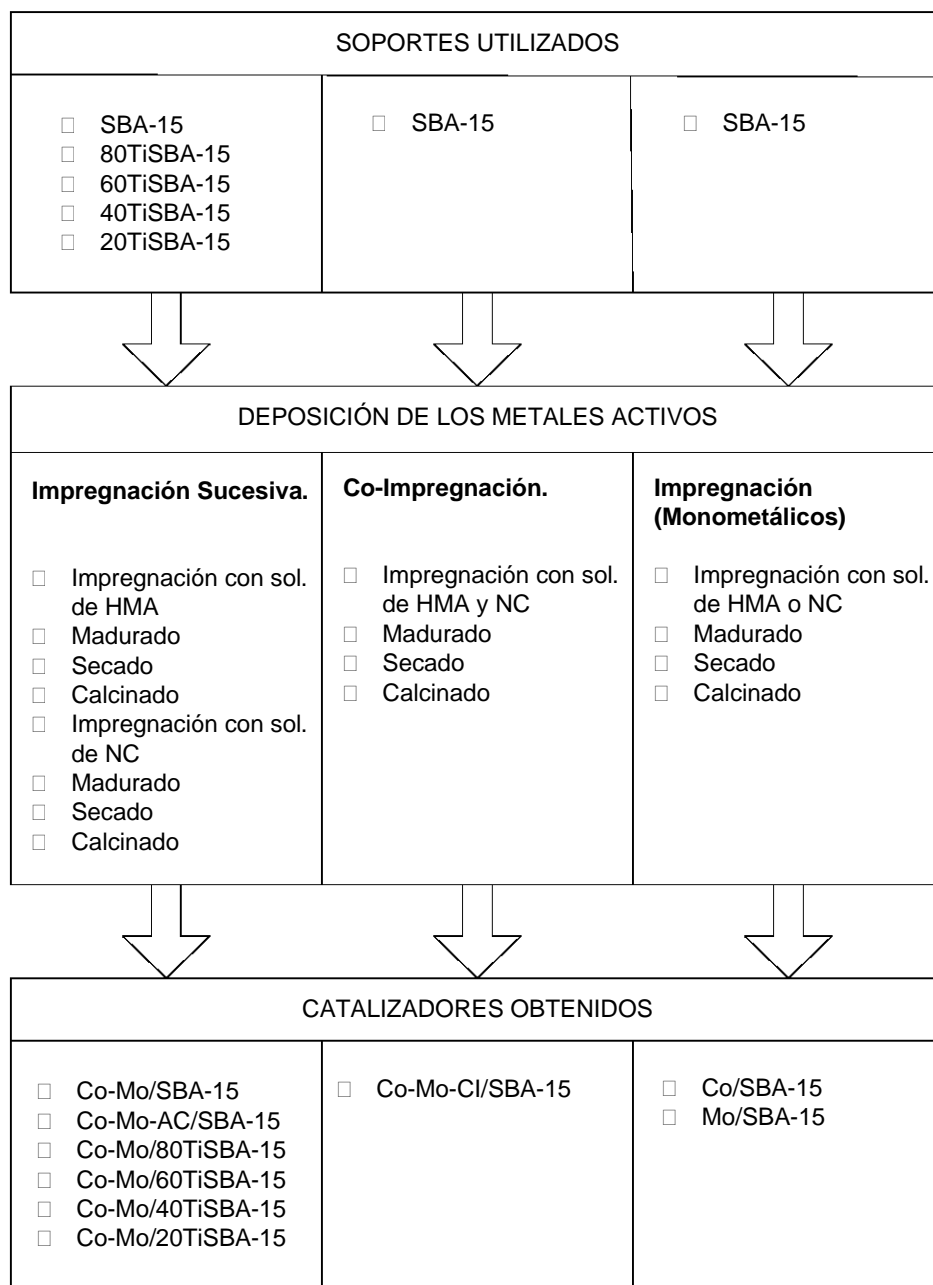 SOPORTES UTILIZADOS
SBA-15
80TiSBA-15
60TiSBA-15
40TiSBA-15
20TiSBA-15
SBA-15
SBA-15
DEPOSICIÓN DE LOS METALES ACTIVOS
Impregnación Sucesiva.
Impregnación con sol.
de HMA
Madurado
Secado
Calcinado
Impregnación con sol.
de NC
Madurado
Secado
Calcinado
Co-Impregnación.
Impregnación con sol.
de HMA y NC
Madurado
Secado
Calcinado
Impregnación
(Monometálicos)
Impregnación con sol.
de HMA o NC
Madurado
Secado
Calcinado
CATALIZADORES OBTENIDOS
Co-Mo/SBA-15
Co-Mo-AC/SBA-15
Co-Mo/80TiSBA-15
Co-Mo/60TiSBA-15
Co-Mo/40TiSBA-15
Co-Mo/20TiSBA-15
Co-Mo-CI/SBA-15
Co/SBA-15
Mo/SBA-15